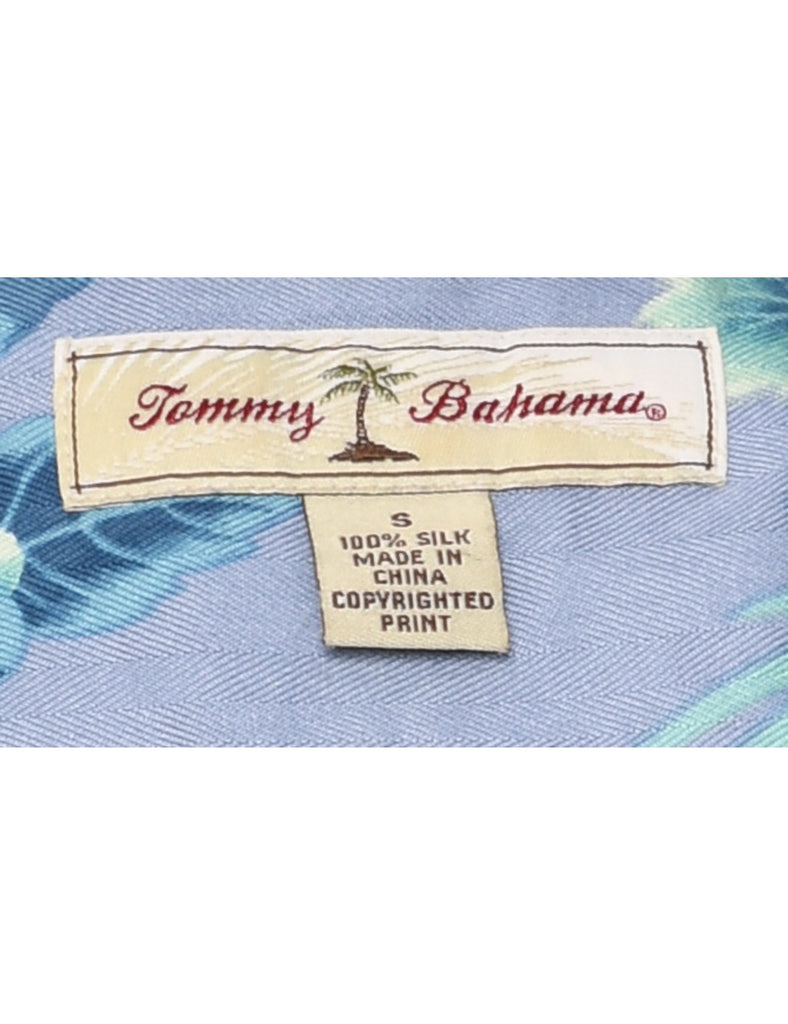 Tommy Bahama®
S
100% SILK
MADE IN
CHINA
COPYRIGHTED
PRINT